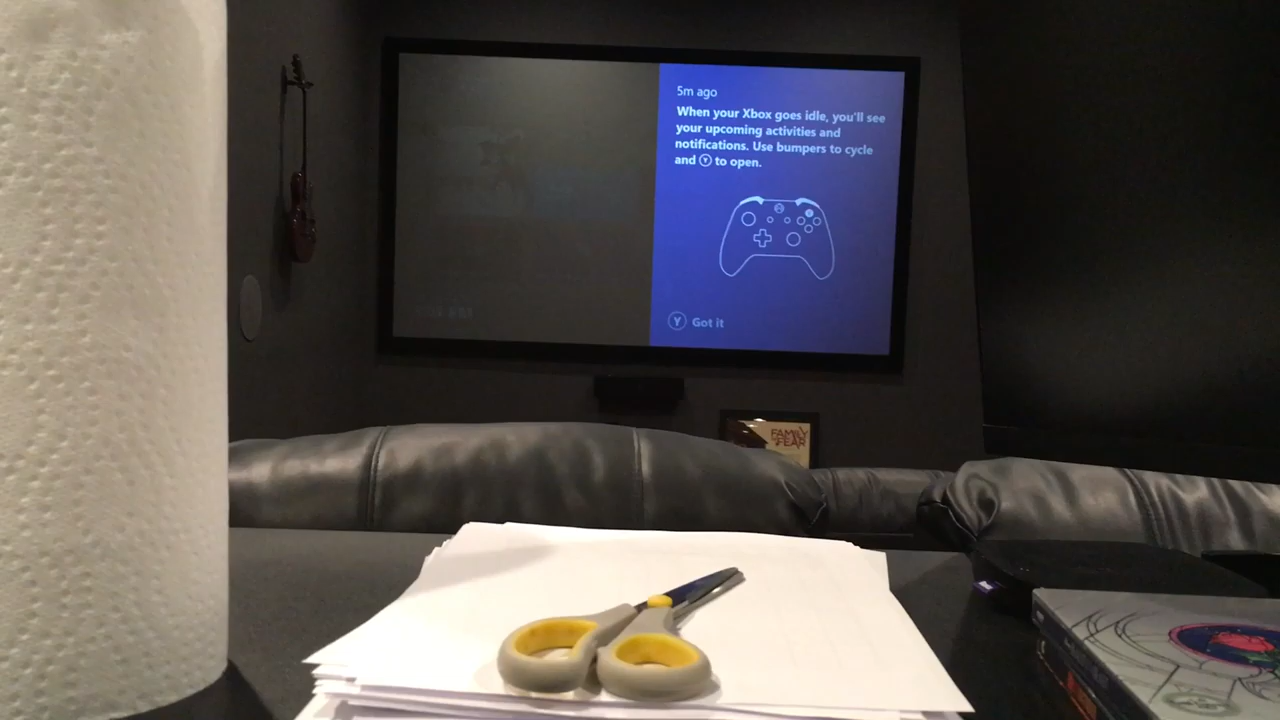 5m ago
When your Xbox goes idle, you'll see
your upcoming activities and
notifications. Use bumpers to cycle
and Y to open.
Y Got it
FAMILY
FEAR